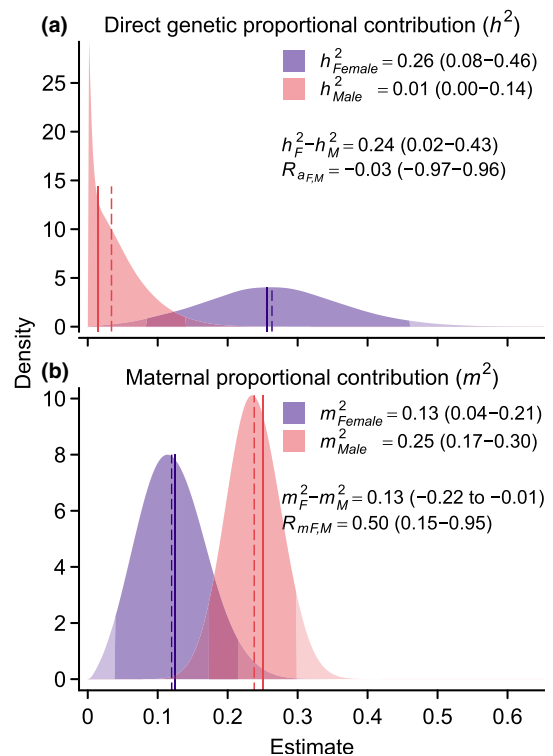 (a) Direct genetic proportional contribution (h²)
h²Female = 0.26 (0.08–0.46)
h²Male = 0.01 (0.00–0.14)
h²F–h²M = 0.24 (0.02–0.43)
RaF,M = –0.03 (–0.97–0.96)
25
20
15
10
5
0
Density
(b) Maternal proportional contribution (m²)
m²Female = 0.13 (0.04–0.21)
m²Male = 0.25 (0.17–0.30)
m²F–m²M = 0.13 (–0.22 to –0.01)
RmF,M = 0.50 (0.15–0.95)
10
8
6
4
2
0
0 0.1 0.2 0.3 0.4 0.5 0.6
Estimate